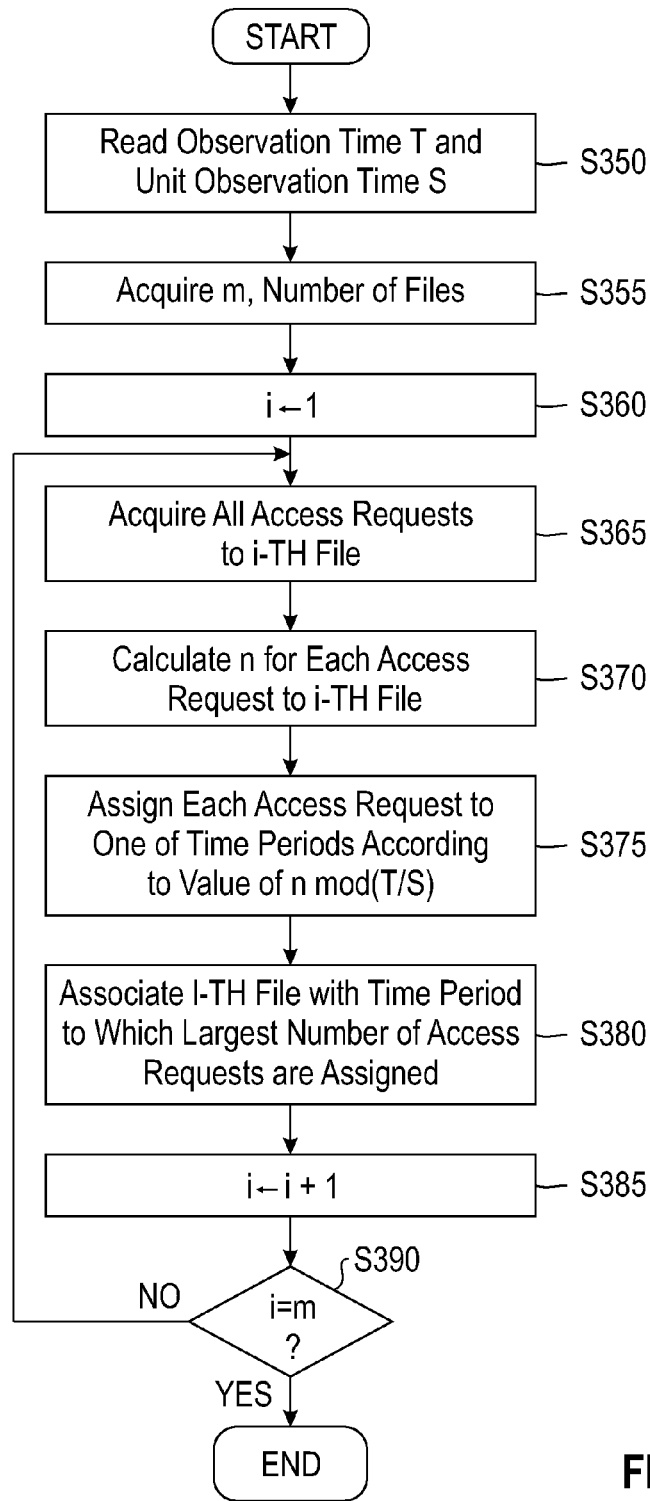 START
Read Observation Time T and
Unit Observation Time S
S350
Acquire m, Number of Files
S355
i ← 1
S360
Acquire All Access Requests
to i-TH File
S365
Calculate n for Each Access
Request to i-TH File
S370
Assign Each Access Request to
One of Time Periods According
to Value of n mod(T/S)
S375
Associate I-TH File with Time Period
to Which Largest Number of Access
Requests are Assigned
S380
i ← i + 1
S385
S390
NO
i=m
?
YES
END